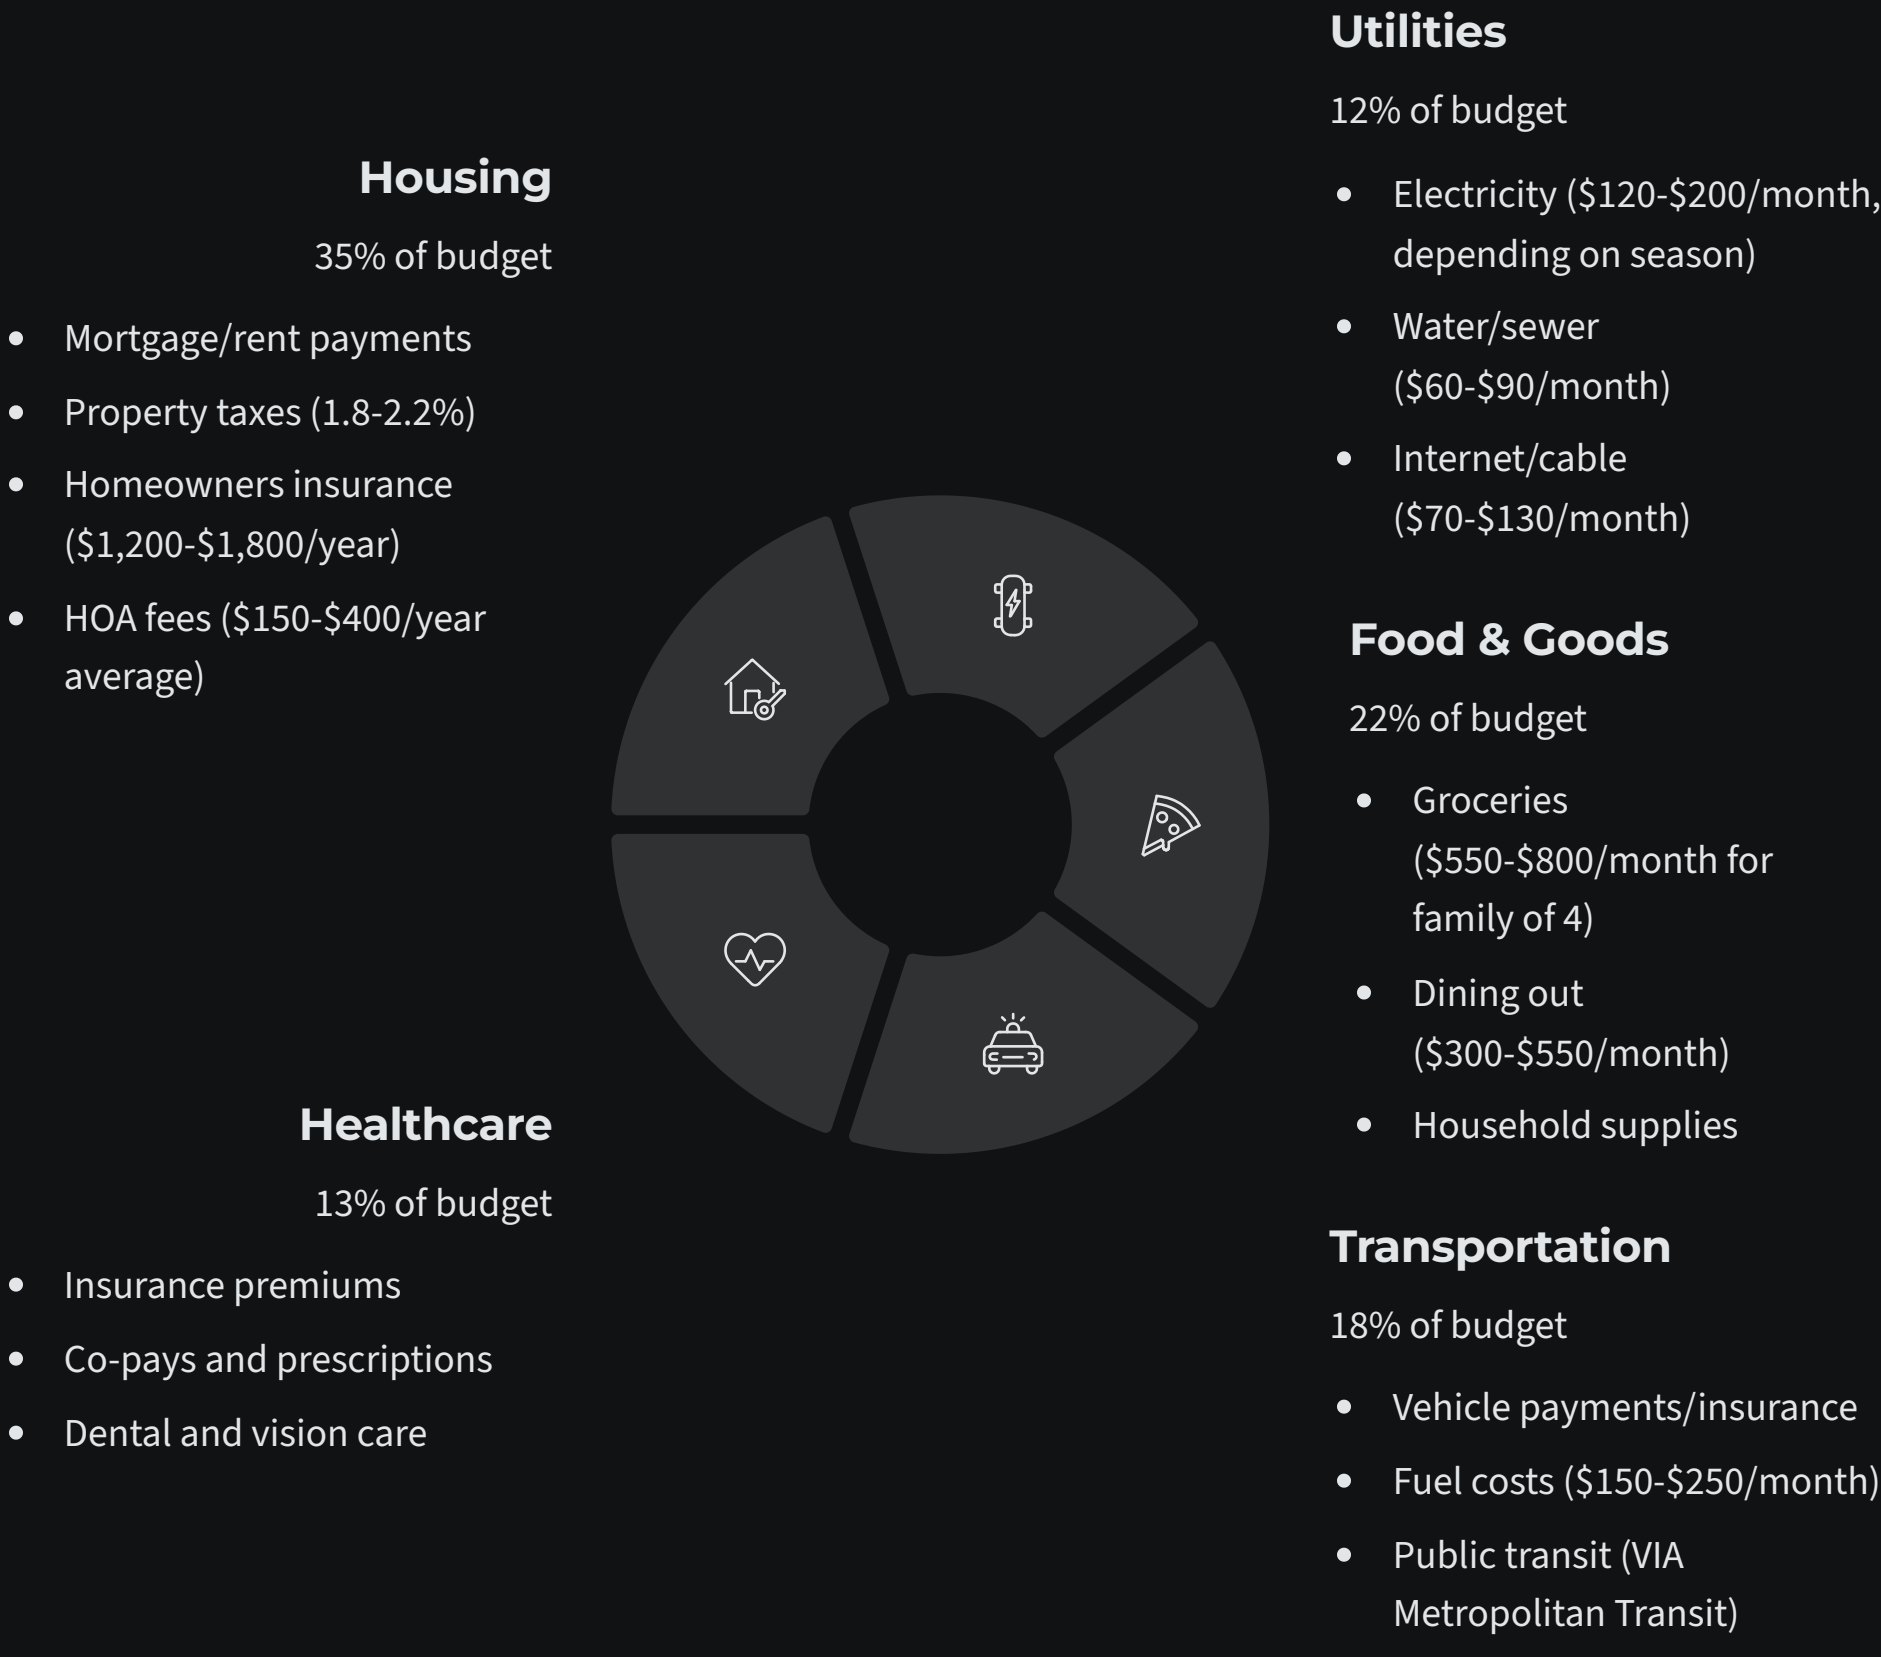 Housing
35% of budget
Mortgage/rent payments
Property taxes (1.8-2.2%)
Homeowners insurance
($1,200-$1,800/year)
HOA fees ($150-$400/year
average)
Utilities
12% of budget
Electricity ($120-$200/month,
depending on season)
Water/sewer
($60-$90/month)
Internet/cable
($70-$130/month)
Food & Goods
22% of budget
Groceries
($550-$800/month for
family of 4)
Dining out
($300-$550/month)
Household supplies
Transportation
18% of budget
Vehicle payments/insurance
Fuel costs ($150-$250/month)
Public transit (VIA
Metropolitan Transit)
Healthcare
13% of budget
Insurance premiums
Co-pays and prescriptions
Dental and vision care